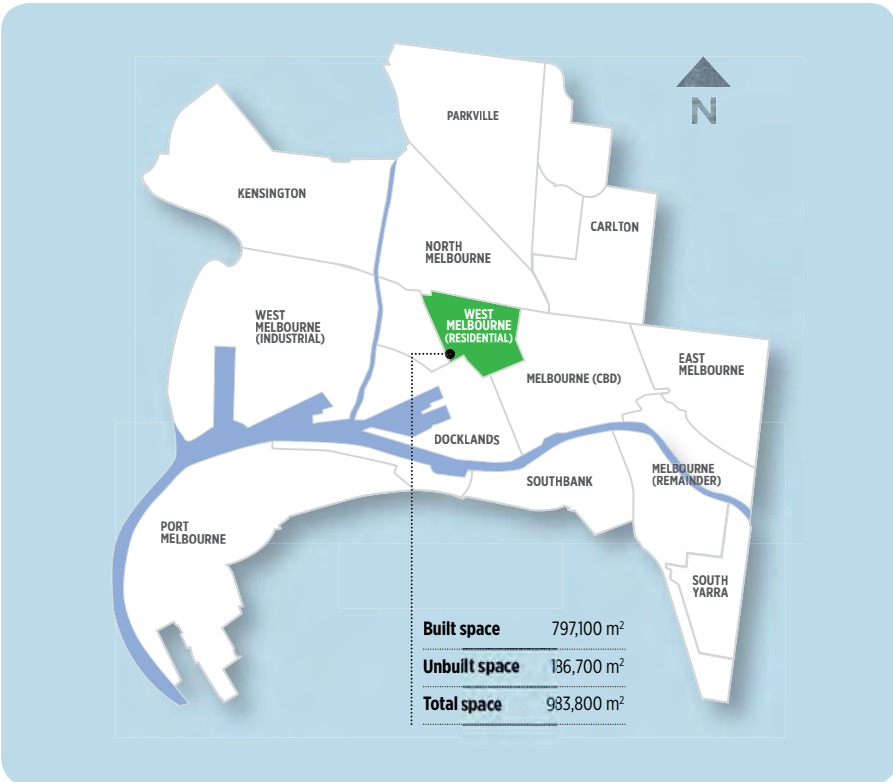 PARKVILLE
N
KENSINGTON
CARLTON
NORTH
MELBOURNE
WEST
MELBOURNE
(INDUSTRIAL)
WEST
MELBOURNE
(RESIDENTIAL)
EAST
MELBOURNE
MELBOURNE (CBD)
DOCKLANDS
SOUTHBANK
MELBOURNE
(REMAINDER)
PORT
MELBOURNE
SOUTH
YARRA
Built space 797,100 m²
Unbuilt space 186,700 m²
Total space 983,800 m²